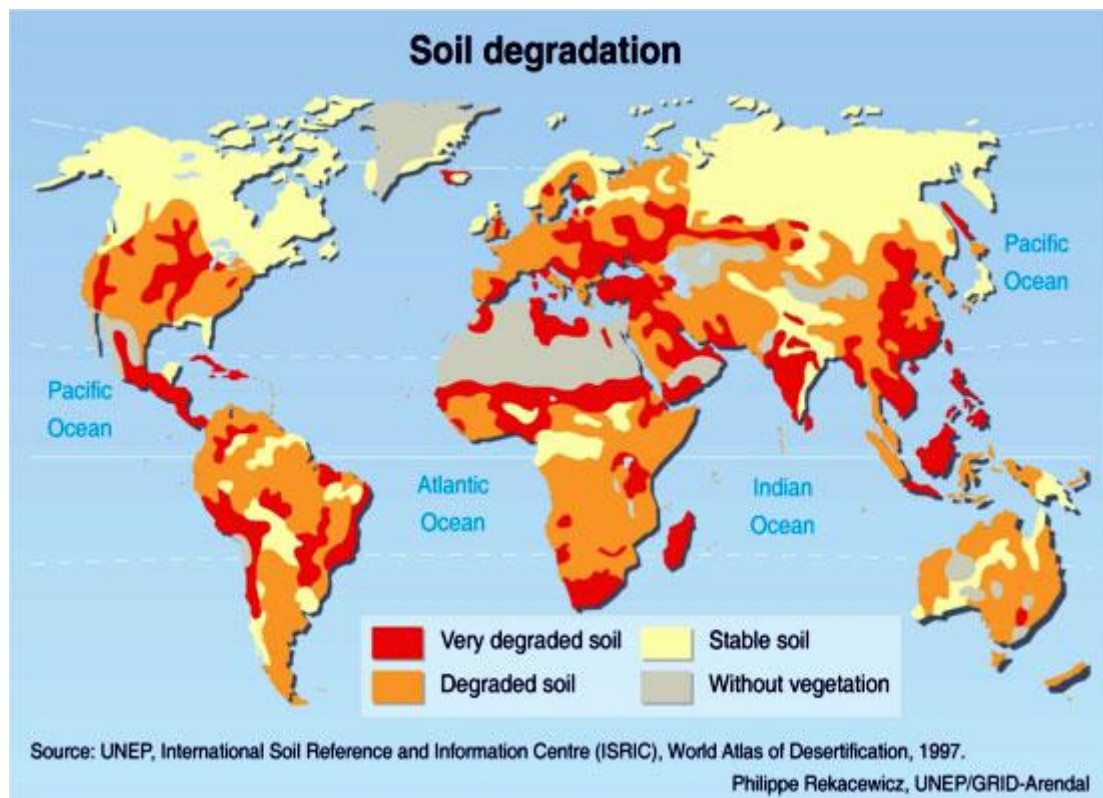 Soil degradation
Pacific
Ocean
Pacific
Ocean
Atlantic
Ocean
Indian
Ocean
Very degraded soil
Stable soil
Degraded soil
Without vegetation
Source: UNEP, International Soil Reference and Information Centre (ISRIC), World Atlas of Desertification, 1997.
Philippe Rekacewicz, UNEP/GRID-Arendal